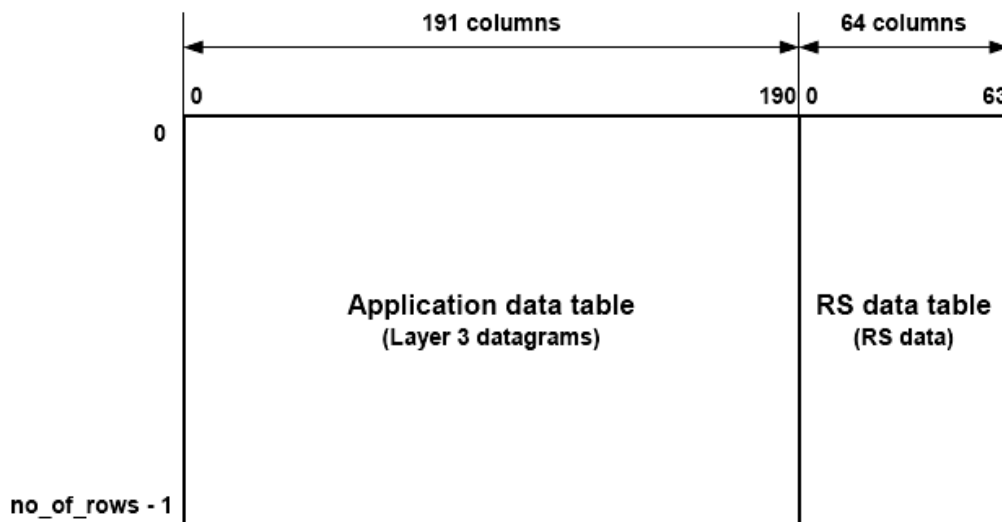 191 columns
64 columns
0
190
0
63
0
Application data table
(Layer 3 datagrams)
RS data table
(RS data)
no_of_rows - 1